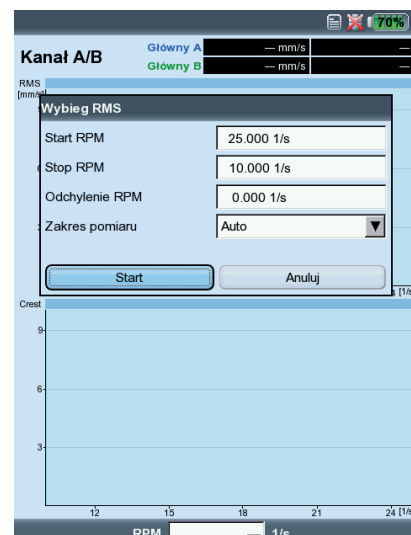 70%
Kanał A/B
Główny A — mm/s —
Główny B — mm/s —
RMS
Wybieg RMS
Start RPM 25.000 1/s
Stop RPM 10.000 1/s
Odchylenie RPM 0.000 1/s
Zakres pomiaru Auto
Start Anuluj
Crest
9
6
3
12 15 18 21 24 [1/s
RPM — 1/s